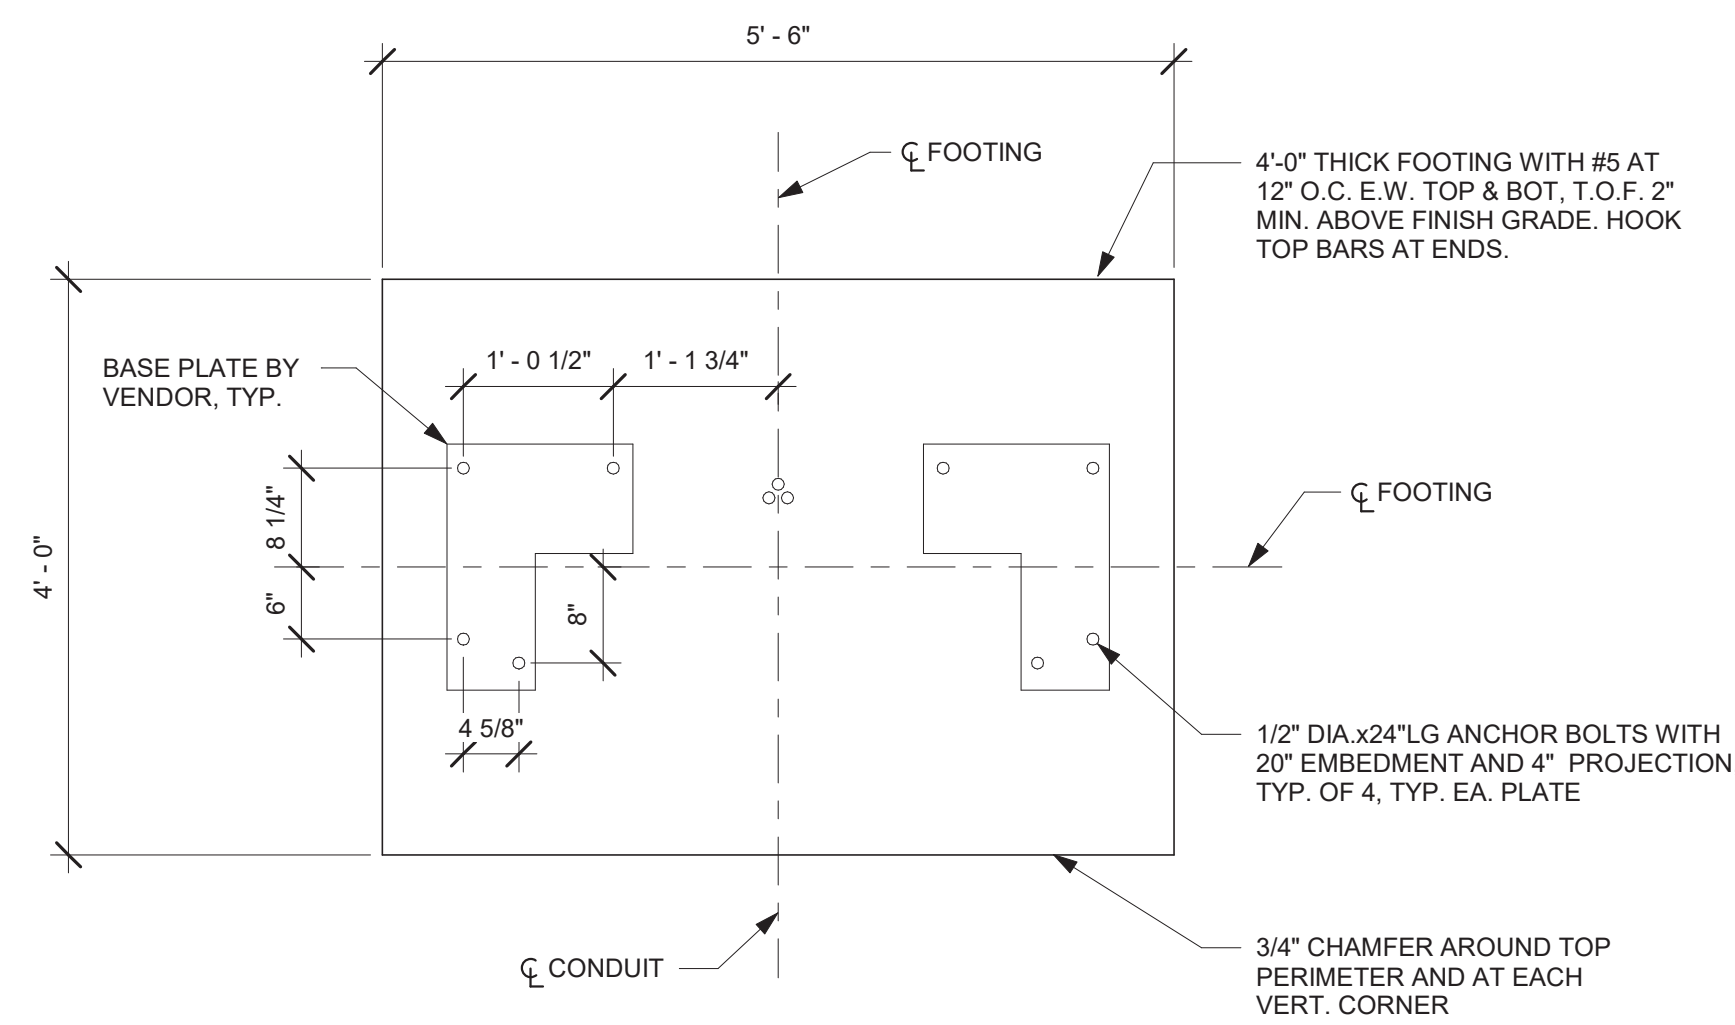 5' - 6"
℄ FOOTING
4'-0" THICK FOOTING WITH #5 AT
12" O.C. E.W. TOP & BOT, T.O.F. 2"
MIN. ABOVE FINISH GRADE. HOOK
TOP BARS AT ENDS.
BASE PLATE BY
VENDOR, TYP.
1' - 0 1/2"
1' - 1 3/4"
8 1/4"
℄ FOOTING
4' - 0"
6"
8"
4 5/8"
1/2" DIA.x24"LG ANCHOR BOLTS WITH
20" EMBEDMENT AND 4" PROJECTION
TYP. OF 4, TYP. EA. PLATE
℄ CONDUIT
3/4" CHAMFER AROUND TOP
PERIMETER AND AT EACH
VERT. CORNER